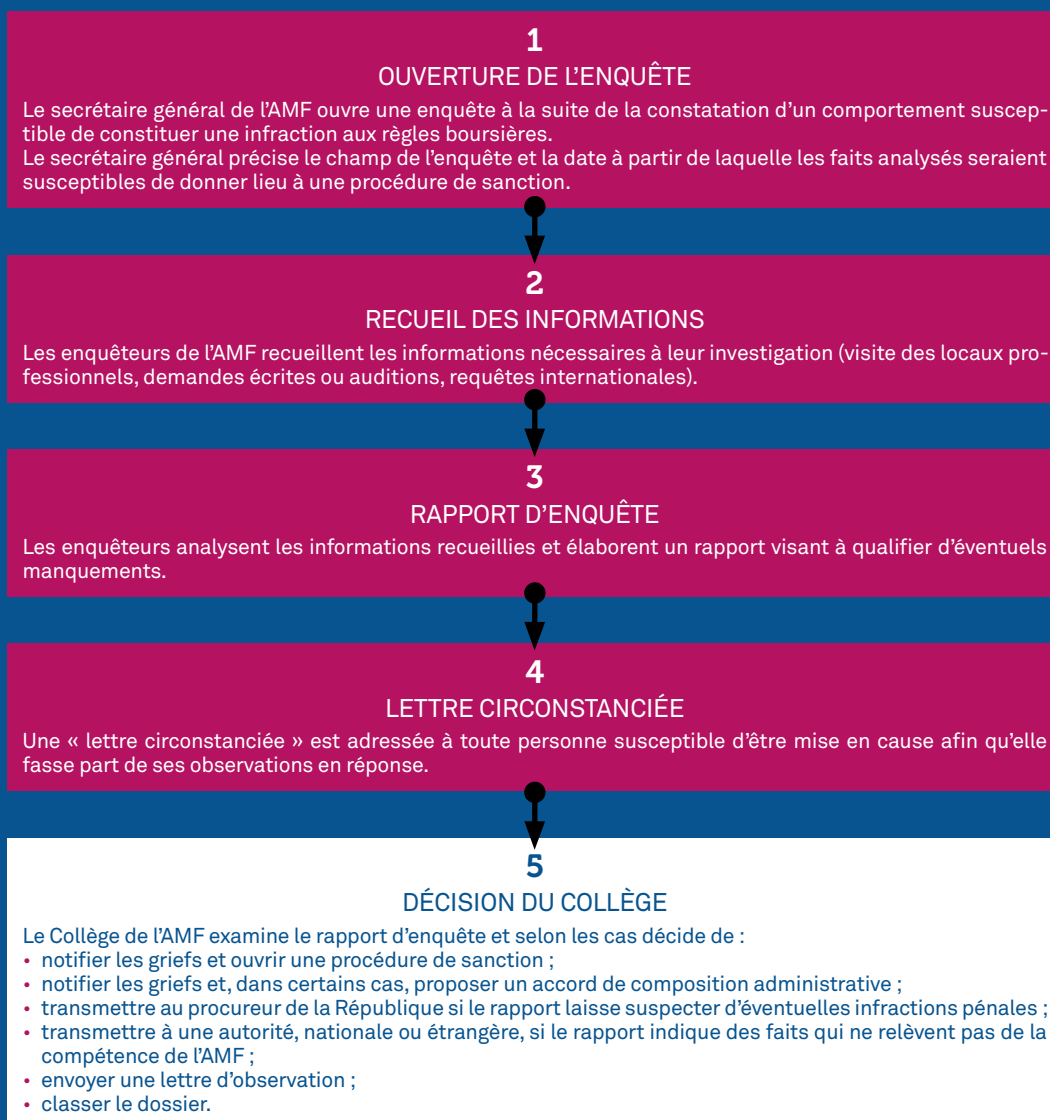 1
OUVERTURE DE L'ENQUÊTE
Le secrétaire général de l'AMF ouvre une enquête à la suite de la constatation d'un comportement suscep-
tible de constituer une infraction aux règles boursières.
Le secrétaire général précise le champ de l'enquête et la date à partir de laquelle les faits analysés seraient
susceptibles de donner lieu à une procédure de sanction.
2
RECUEIL DES INFORMATIONS
Les enquêteurs de l'AMF recueillent les informations nécessaires à leur investigation (visite des locaux pro-
fessionnels, demandes écrites ou auditions, requêtes internationales).
3
RAPPORT D'ENQUÊTE
Les enquêteurs analysent les informations recueillies et élaborent un rapport visant à qualifier d'éventuels
manquements.
4
LETTRE CIRCONSTANCIÉE
Une « lettre circonstanciée » est adressée à toute personne susceptible d'être mise en cause afin qu'elle
fasse part de ses observations en réponse.
5
DÉCISION DU COLLÈGE
Le Collège de l'AMF examine le rapport d'enquête et selon les cas décide de :
• notifier les griefs et ouvrir une procédure de sanction ;
• notifier les griefs et, dans certains cas, proposer un accord de composition administrative ;
• transmettre au procureur de la République si le rapport laisse suspecter d'éventuelles infractions pénales ;
• transmettre à une autorité, nationale ou étrangère, si le rapport indique des faits qui ne relèvent pas de la
compétence de l'AMF ;
• envoyer une lettre d'observation ;
• classer le dossier.